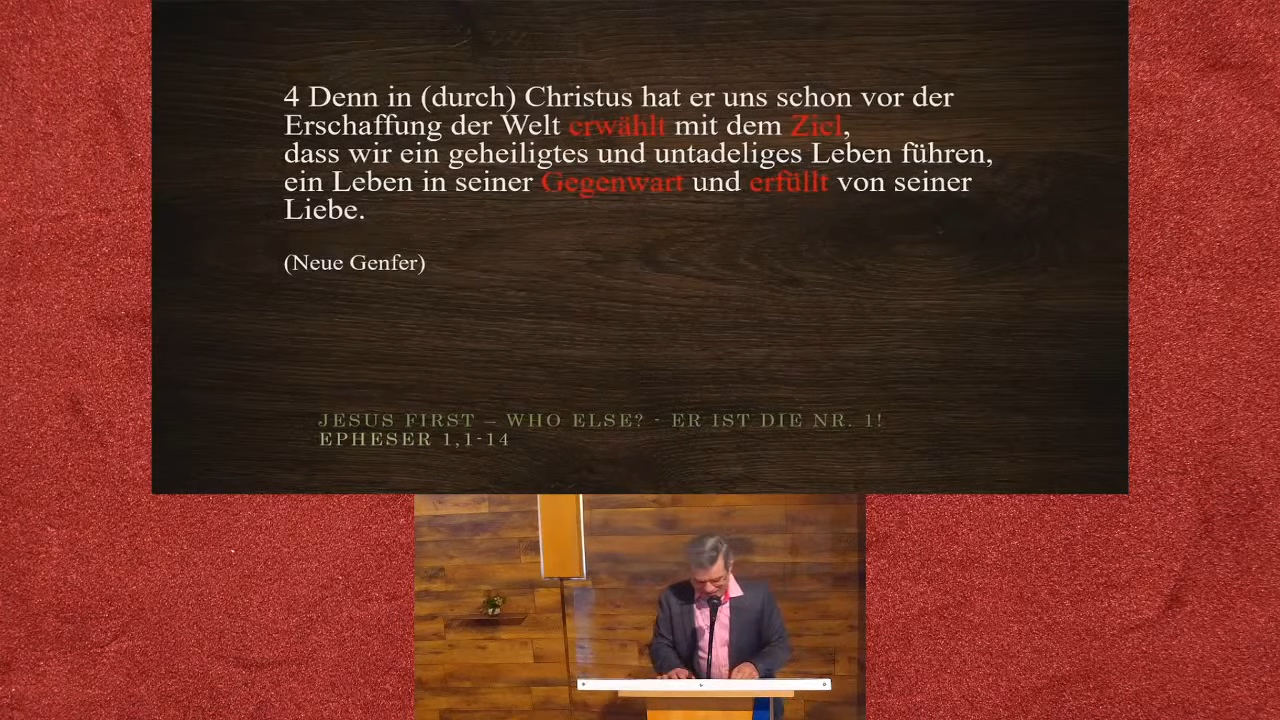 4 Denn in (durch) Christus hat er uns schon vor der
Erschaffung der Welt erwählt mit dem Ziel,
dass wir ein geheiligtes und untadeliges Leben führen,
ein Leben in seiner Gegenwart und erfüllt von seiner
Liebe.
(Neue Genfer)
JESUS FIRST – WHO ELSE? - ER IST DIE NR. 1!
EPHESER 1,1-14